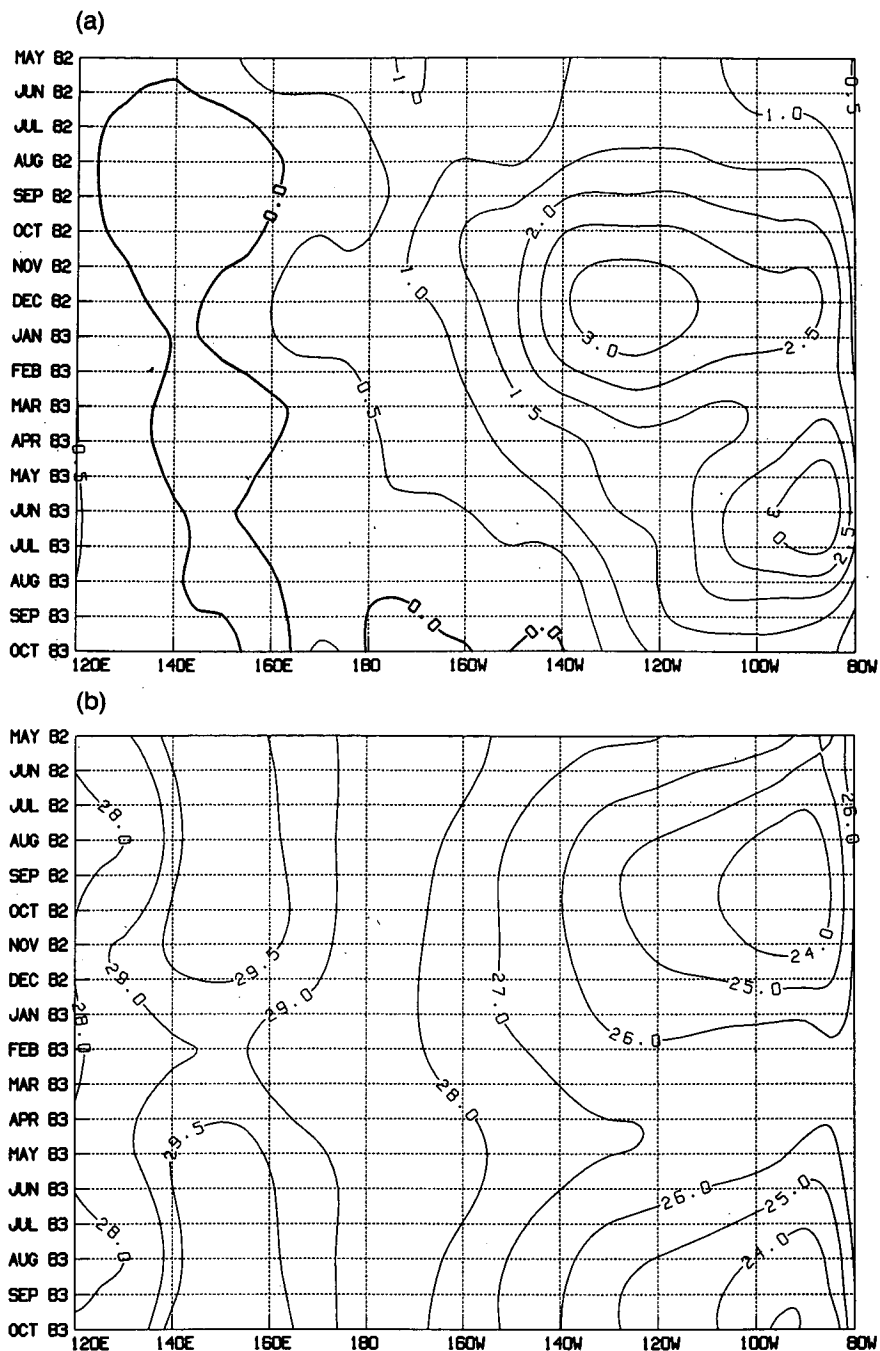 (a)
MAY 82
JUN 82
JUL 82
AUG 82
SEP 82
OCT 82
NOV 82
DEC 82
JAN 83
FEB 83
MAR 83
APR 83
MAY 83
JUN 83
JUL 83
AUG 83
SEP 83
OCT 83
120E 140E 160E 180 160W 140W 120W 100W 80W
1.0
0.5
1.0
0.0
2.0
1.0
3.0
2.5
0.5
1.5
0.5
3.0
2.5
0.0
0.0
(b)
MAY 82
JUN 82
JUL 82
AUG 82
SEP 82
OCT 82
NOV 82
DEC 82
JAN 83
FEB 83
MAR 83
APR 83
MAY 83
JUN 83
JUL 83
AUG 83
SEP 83
OCT 83
120E 140E 160E 180 160W 140W 120W 100W 80W
28.0
26.0
24.0
29.5
29.0
25.0
29.0
27.0
28.0
26.0
28.0
29.5
26.0
25.0
28.0
24.0